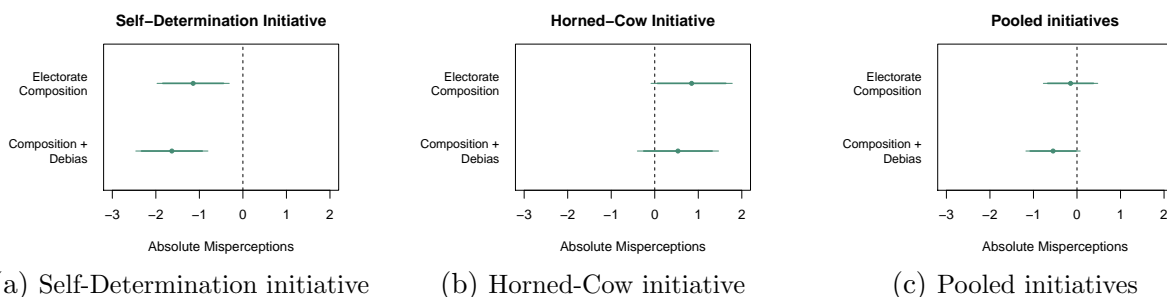 Self−Determination Initiative
Electorate
Composition
Composition +
Debias
−3 −2 −1 0 1 2
Absolute Misperceptions
a) Self-Determination initiative
Horned−Cow Initiative
Electorate
Composition
Composition +
Debias
−3 −2 −1 0 1 2
Absolute Misperceptions
(b) Horned-Cow initiative
Pooled initiatives
Electorate
Composition
Composition +
Debias
−3 −2 −1 0 1 2
Absolute Misperceptions
(c) Pooled initiatives